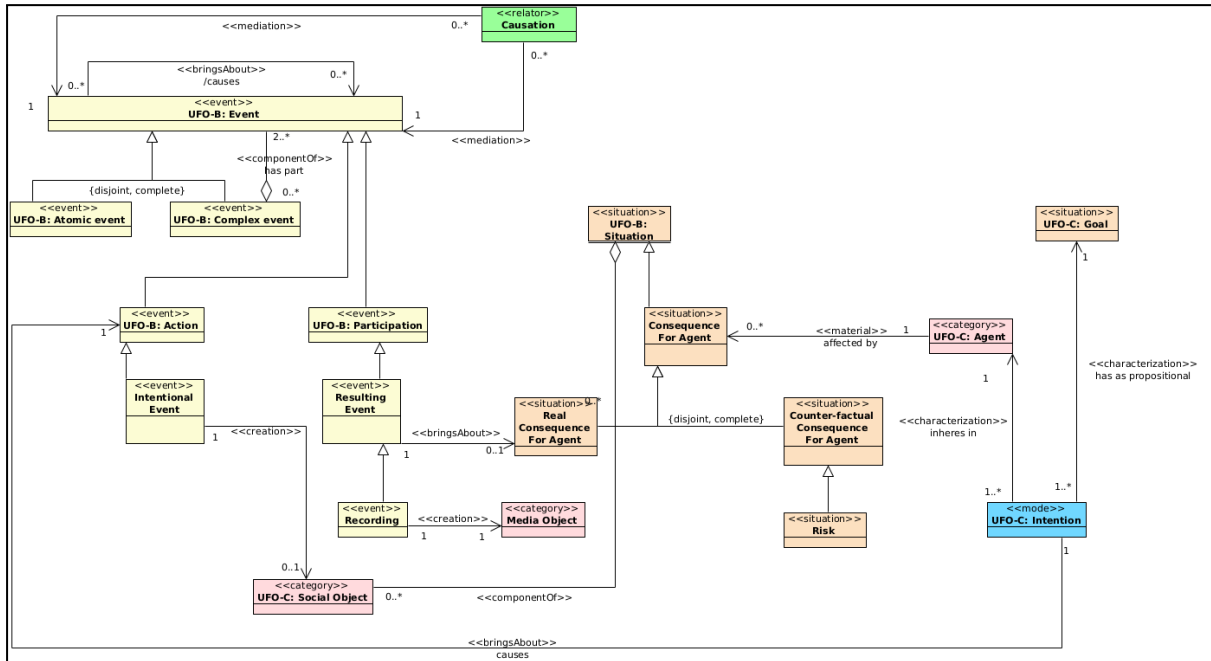 <<relator>>
Causation
<<mediation>>
0..*
0..*
<<bringsAbout>>
/causes
0..*
0..*
1
<<event>>
UFO-B: Event
1
<<mediation>>
2..*
<<componentOf>>
has part
{disjoint, complete}
0..*
<<event>>
UFO-B: Atomic event
<<event>>
UFO-B: Complex event
<<situation>>
UFO-B:
Situation
<<situation>>
UFO-C: Goal
1
<<event>>
UFO-B: Action
1
<<event>>
UFO-B: Participation
<<situation>>
Consequence
For Agent
0..*
<<material>>
affected by
1
<<category>>
UFO-C: Agent
1
<<characterization>>
has as propositional
<<event>>
Intentional
Event
<<event>>
Resulting
Event
<<situation>>
Real
Consequence
For Agent
0..*
{disjoint, complete}
<<situation>>
Counter-factual
Consequence
For Agent
<<characterization>>
inheres in
1
<<creation>>
1
<<bringsAbout>>
0..1
1..*
1..*
<<event>>
Recording
1
<<creation>>
1
<<category>>
Media Object
<<situation>>
Risk
<<mode>>
UFO-C: Intention
1
0..1
<<category>>
UFO-C: Social Object
0..*
<<componentOf>>
<<bringsAbout>>
causes